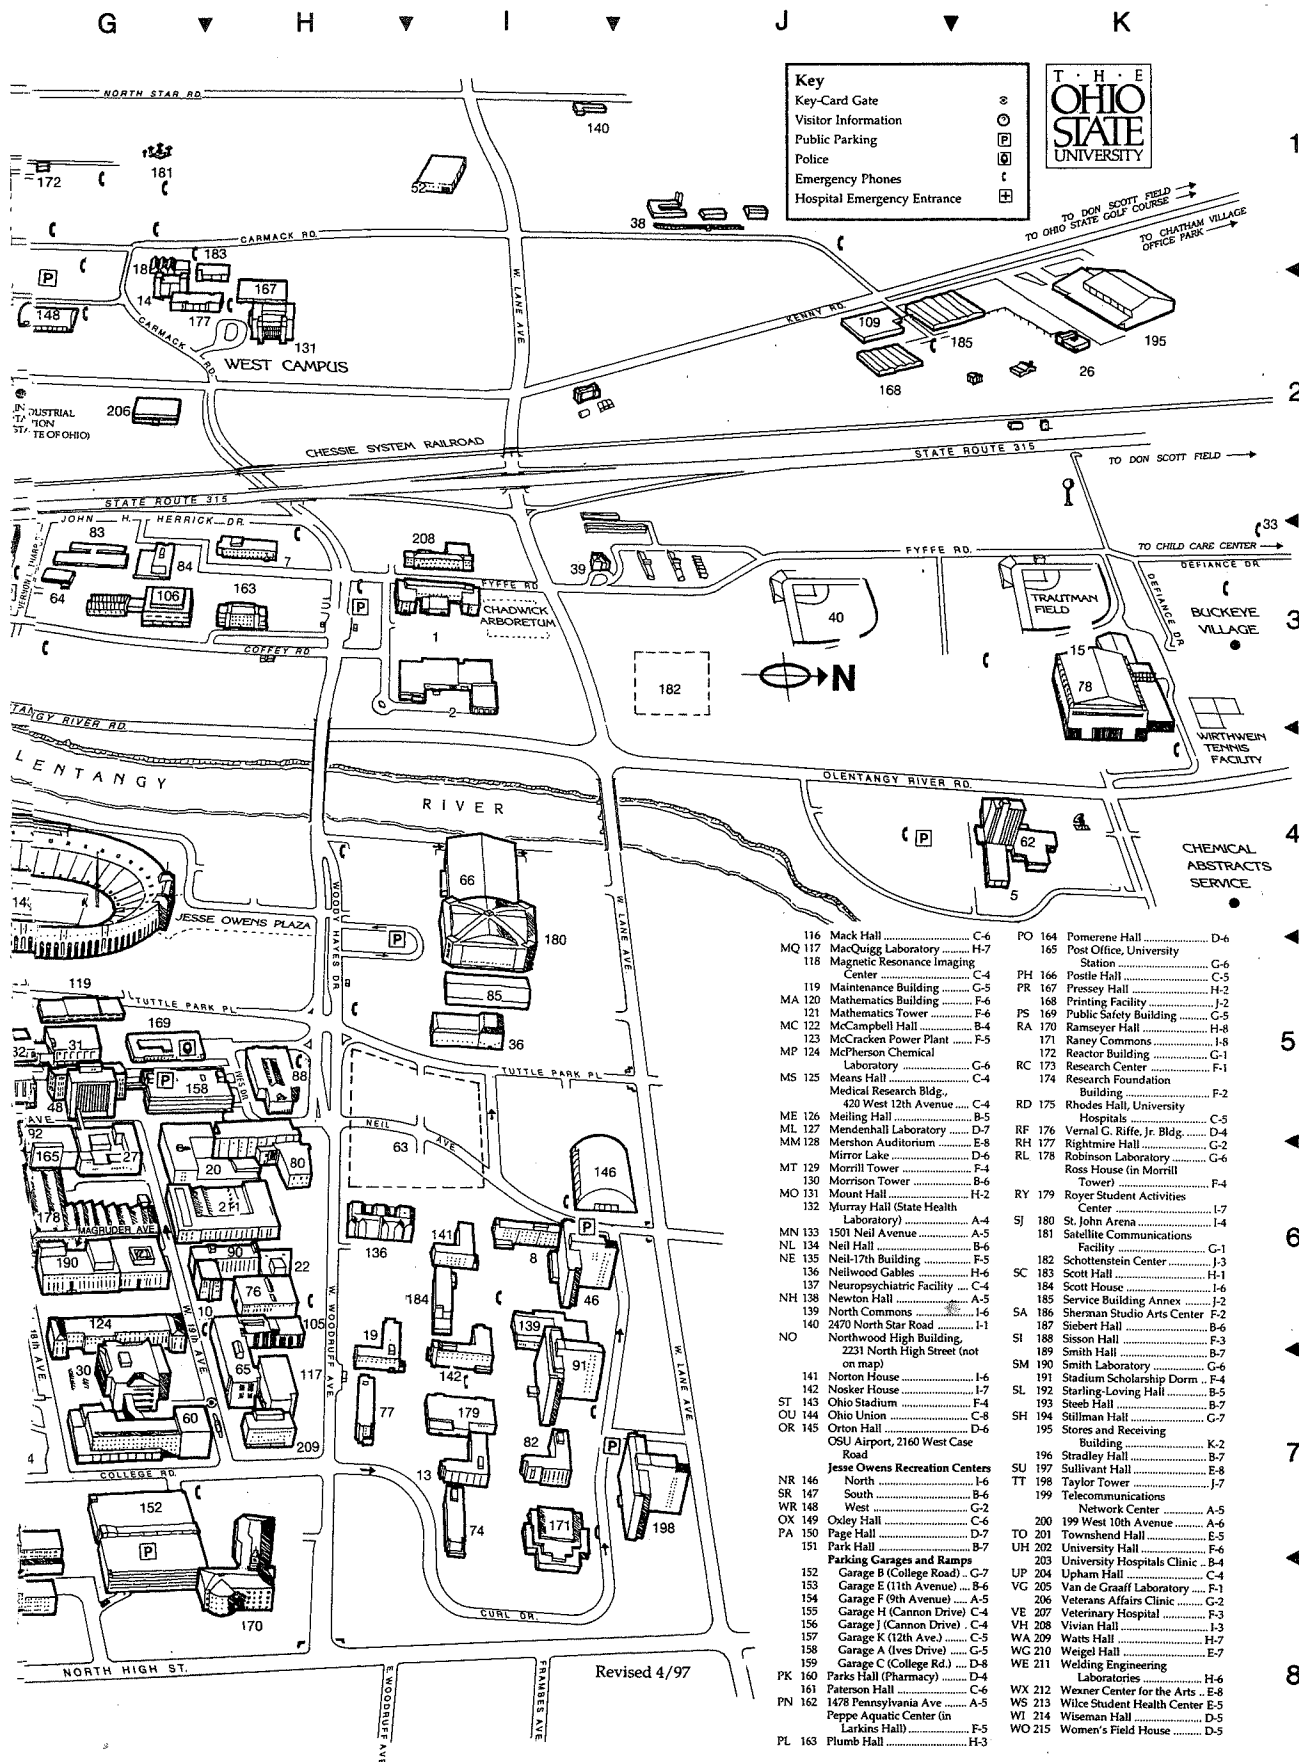 G H I J K
Key
Key-Card Gate
Visitor Information
Public Parking P
Police
Emergency Phones
Hospital Emergency Entrance
T · H · E
OHIO
STATE
UNIVERSITY
1
NORTH STAR RD.
140
172
181
52
38
TO DON SCOTT FIELD
TO OHIO STATE GOLF COURSE
TO CHATHAM VILLAGE
OFFICE PARK
CARMACK RD.
183
P
14
167
148
177
CARMACK RD.
131
W. LANE AVE
KENNY RD.
109
185
195
WEST CAMPUS
168
26
2
206
DUSTRIAL
TE OF OHIO)
CHESSIE SYSTEM RAILROAD
STATE ROUTE 315
TO DON SCOTT FIELD
STATE ROUTE 315
JOHN H. HERRICK DR.
83
84
7
208
39
FYFFE RD.
33
TO CHILD CARE CENTER
DEFIANCE DR
64
106
163
P
FYFFE RD
CHADWICK
ARBORETUM
1
40
TRAUTMAN
FIELD
DEFIANCE DR
BUCKEYE
VILLAGE
3
COFFEY RD
2
182
N
15
78
WIRTHWEIN
TENNIS
FACILITY
TANGY RIVER RD.
LENTANGY
RIVER
OLENTANGY RIVER RD.
P
62
5
4
CHEMICAL
ABSTRACTS
SERVICE
66
14
JESSE OWENS PLAZA
WOODY HAYES DR
P
180
W. LANE AVE
119
TUTTLE PARK PL
85
169
31
32
36
5
48
P
158
IVES DR
88
TUTTLE PARK PL
AVE
92
165
27
20
80
NEIL AVE
63
146
178
211
MAGRUDER AVE
P
190
90
22
136
141
8
6
10
76
184
46
124
W. 19th AVE
105
139
18th AVE
30
65
117
W. WOODRUFF AVE
19
142
91
W. LANE AVE
60
209
77
179
82
P
7
COLLEGE RD.
13
152
P
74
171
198
170
CURL DR.
NORTH HIGH ST.
E. WOODRUFF AVE
FRAMBES AVE
Revised 4/97
8
116 Mack Hall C-6
MQ 117 MacQuigg Laboratory H-7
118 Magnetic Resonance Imaging
Center C-4
119 Maintenance Building G-5
MA 120 Mathematics Building F-6
121 Mathematics Tower F-6
MC 122 McCampbell Hall B-4
123 McCracken Power Plant F-5
MP 124 McPherson Chemical
Laboratory G-6
MS 125 Means Hall C-4
Medical Research Bldg.,
420 West 12th Avenue C-4
ME 126 Meiling Hall B-5
ML 127 Mendenhall Laboratory D-7
MM 128 Mershon Auditorium E-8
Mirror Lake D-6
MT 129 Morrill Tower F-4
130 Morrison Tower B-6
MO 131 Mount Hall H-2
132 Murray Hall (State Health
Laboratory) A-4
MN 133 1501 Neil Avenue A-5
NL 134 Neil Hall B-6
NE 135 Neil-17th Building F-5
136 Neilwood Gables H-6
137 Neuropsychiatric Facility C-4
NH 138 Newton Hall A-5
139 North Commons I-6
140 2470 North Star Road I-1
NO Northwood High Building,
2231 North High Street (not
on map)
141 Norton House I-6
142 Nosker House I-7
ST 143 Ohio Stadium F-4
OU 144 Ohio Union C-8
OR 145 Orton Hall D-6
OSU Airport, 2160 West Case
Road
Jesse Owens Recreation Centers
NR 146 North I-6
SR 147 South B-6
WR 148 West G-2
OX 149 Oxley Hall C-6
PA 150 Page Hall D-7
151 Park Hall B-7
Parking Garages and Ramps
152 Garage B (College Road) G-7
153 Garage E (11th Avenue) B-6
154 Garage F (9th Avenue) A-5
155 Garage H (Cannon Drive) C-4
156 Garage J (Cannon Drive) C-4
157 Garage K (12th Ave.) C-5
158 Garage A (Ives Drive) G-5
159 Garage C (College Rd.) D-8
PK 160 Parks Hall (Pharmacy) D-4
161 Paterson Hall C-6
PN 162 1478 Pennsylvania Ave A-5
Peppe Aquatic Center (in
Larkins Hall) F-5
PL 163 Plumb Hall H-3
PO 164 Pomerene Hall D-6
165 Post Office, University
Station G-6
PH 166 Postle Hall C-5
PR 167 Pressey Hall H-2
168 Printing Facility J-2
PS 169 Public Safety Building G-5
RA 170 Ramseyer Hall H-8
171 Raney Commons I-8
172 Reactor Building G-1
RC 173 Research Center F-1
174 Research Foundation
Building F-2
RD 175 Rhodes Hall, University
Hospitals C-5
RF 176 Vernal G. Riffe, Jr. Bldg. D-4
RH 177 Rightmire Hall G-2
RL 178 Robinson Laboratory G-6
Ross House (in Morrill
Tower) F-4
RY 179 Royer Student Activities
Center I-7
SJ 180 St. John Arena I-4
181 Satellite Communications
Facility G-1
182 Schottenstein Center J-3
SC 183 Scott Hall H-1
184 Scott House I-6
185 Service Building Annex J-2
SA 186 Sherman Studio Arts Center F-2
187 Siebert Hall B-6
SI 188 Sisson Hall F-3
189 Smith Hall B-7
SM 190 Smith Laboratory G-6
191 Stadium Scholarship Dorm F-4
SL 192 Starling-Loving Hall B-5
193 Steeb Hall B-7
SH 194 Stillman Hall G-7
195 Stores and Receiving
Building K-2
196 Stradley Hall B-7
SU 197 Sullivant Hall E-8
TT 198 Taylor Tower J-7
199 Telecommunications
Network Center A-5
200 199 West 10th Avenue A-6
TO 201 Townshend Hall E-5
UH 202 University Hall F-6
203 University Hospitals Clinic B-4
UP 204 Upham Hall C-4
VG 205 Van de Graaff Laboratory F-1
206 Veterans Affairs Clinic G-2
VE 207 Veterinary Hospital F-3
VH 208 Vivian Hall I-3
WA 209 Watts Hall H-7
WG 210 Weigel Hall E-7
WE 211 Welding Engineering
Laboratories H-6
WX 212 Wexner Center for the Arts E-8
WS 213 Wilce Student Health Center E-5
WI 214 Wiseman Hall D-5
WO 215 Women's Field House D-5